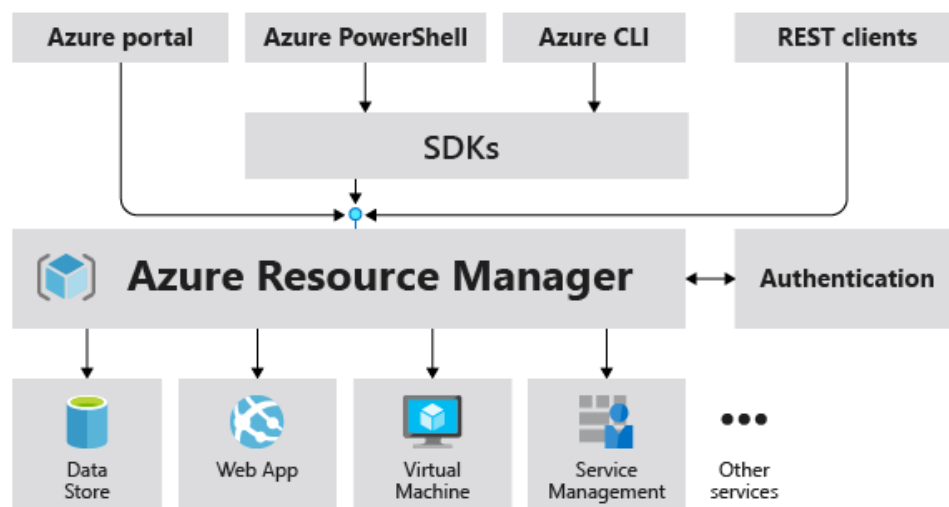 Azure portal
Azure PowerShell
Azure CLI
REST clients
SDKs
Azure Resource Manager
Authentication
Data
Store
Web App
Virtual
Machine
Service
Management
Other
services